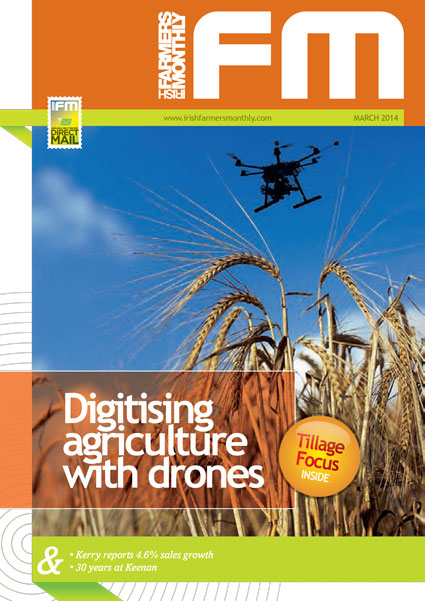 IRISH
FARMERS
MONTHLY
FM
IFM
DIRECT
MAIL
www.irishfarmersmonthly.com
MARCH 2014
Digitising
agriculture
with drones
Tillage
Focus
INSIDE
&
• Kerry reports 4.6% sales growth
• 30 years at Keenan